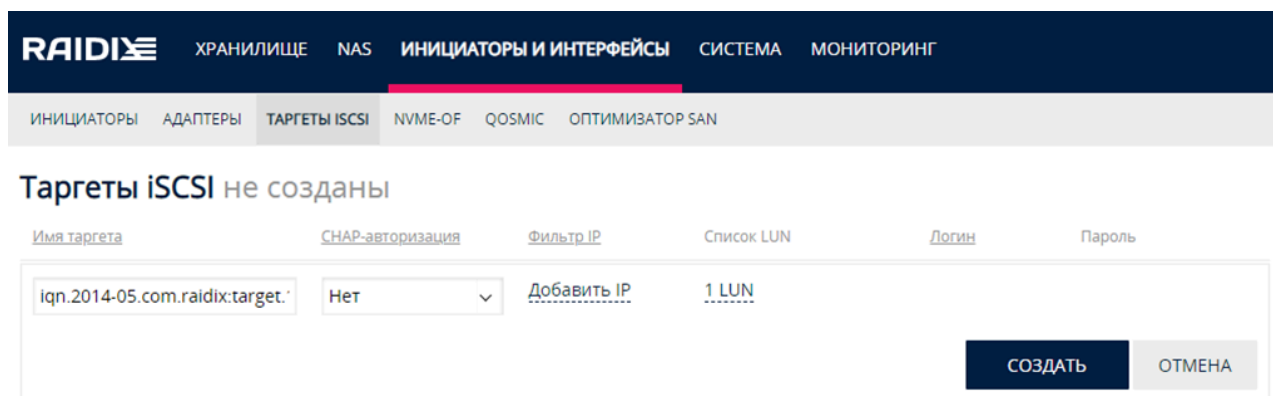 RAIDIX ХРАНИЛИЩЕ NAS ИНИЦИАТОРЫ И ИНТЕРФЕЙСЫ СИСТЕМА МОНИТОРИНГ
ИНИЦИАТОРЫ АДАПТЕРЫ ТАРГЕТЫ ISCSI NVME-OF QOSMIC ОПТИМИЗАТОР SAN
Таргеты iSCSI не созданы
Имя таргета CHAP-авторизация Фильтр IP Список LUN Логин Пароль
iqn.2014-05.com.raidix:target. Нет Добавить IP 1 LUN
СОЗДАТЬ ОТМЕНА